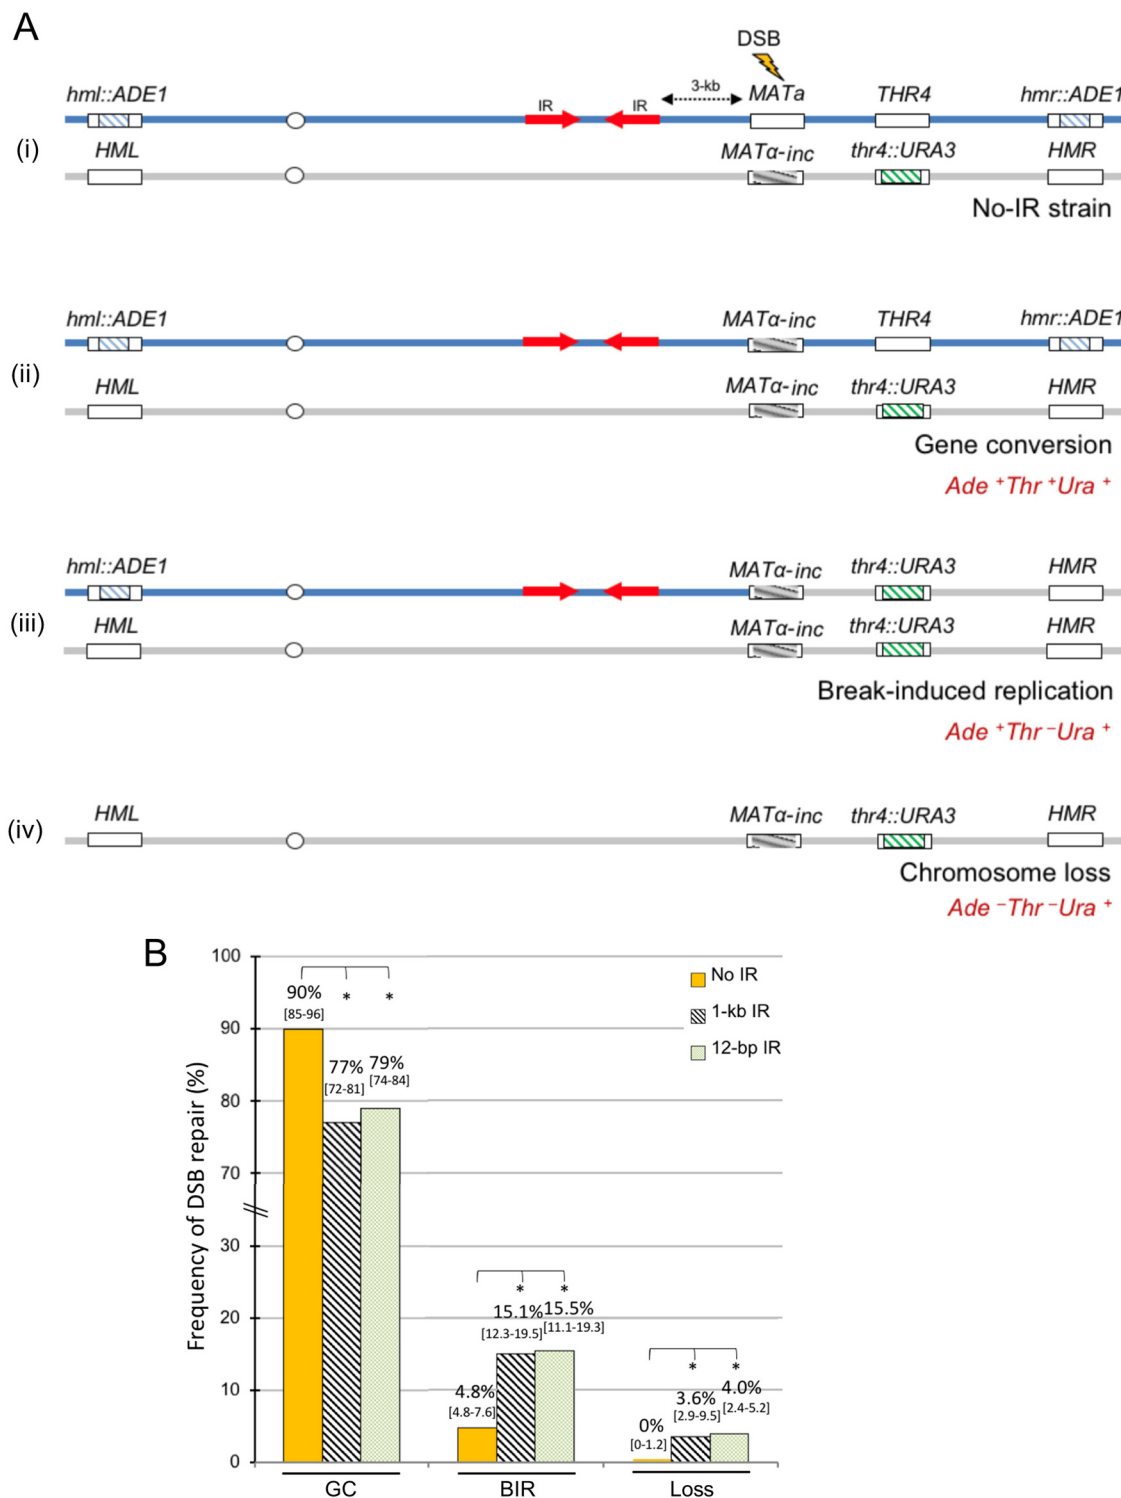 A
DSB
hml::ADE1
IR
IR
3-kb
MATa
THR4
hmr::ADE1
(i)
HML
MATα-inc
thr4::URA3
HMR
No-IR strain
hml::ADE1
MATα-inc
THR4
hmr::ADE1
(ii)
HML
MATα-inc
thr4::URA3
HMR
Gene conversion
Ade +Thr +Ura +
hml::ADE1
MATα-inc
thr4::URA3
HMR
(iii)
HML
MATα-inc
thr4::URA3
HMR
Break-induced replication
Ade +Thr –Ura +
(iv)
HML
MATα-inc
thr4::URA3
HMR
Chromosome loss
Ade –Thr –Ura +
B
Frequency of DSB repair (%)
100
90
80
70
30
20
10
0
No IR
1-kb IR
12-bp IR
90%
[85-96]
*
*
77%
[72-81]
79%
[74-84]
*
*
4.8%
[4.8-7.6]
15.1%
[12.3-19.5]
15.5%
[11.1-19.3]
*
*
0%
[0-1.2]
3.6%
[2.9-9.5]
4.0%
[2.4-5.2]
GC
BIR
Loss